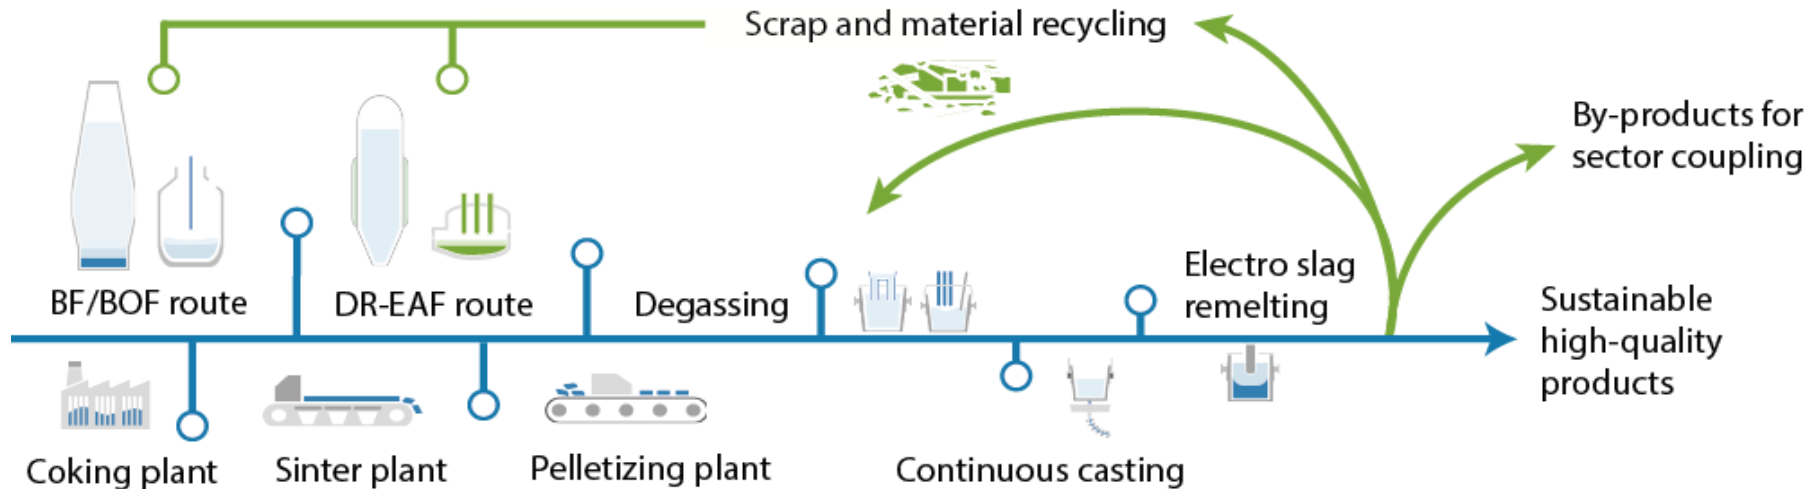 Scrap and material recycling
By-products for
sector coupling
BF/BOF route
DR-EAF route
Degassing
Electro slag
remelting
Sustainable
high-quality
products
Coking plant
Sinter plant
Pelletizing plant
Continuous casting